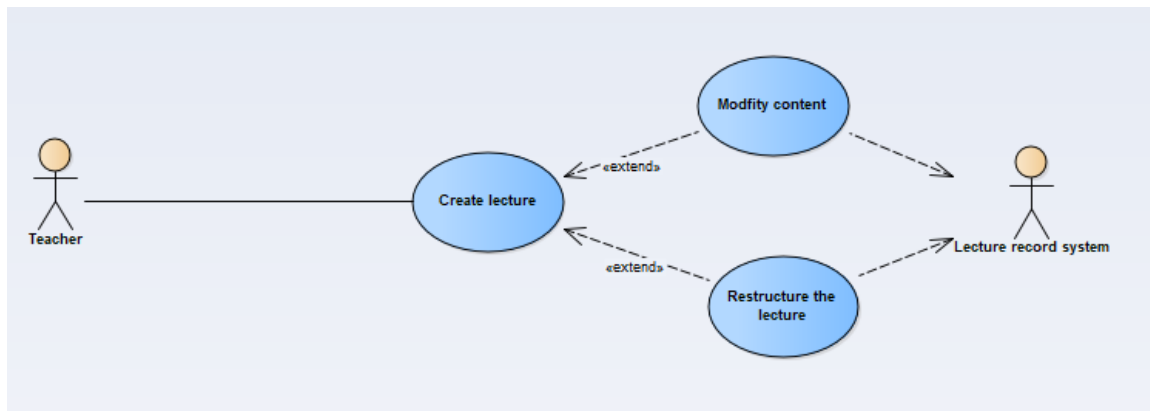 Modfity content
«extend»
Create lecture
Teacher
Lecture record system
«extend»
Restructure the
lecture